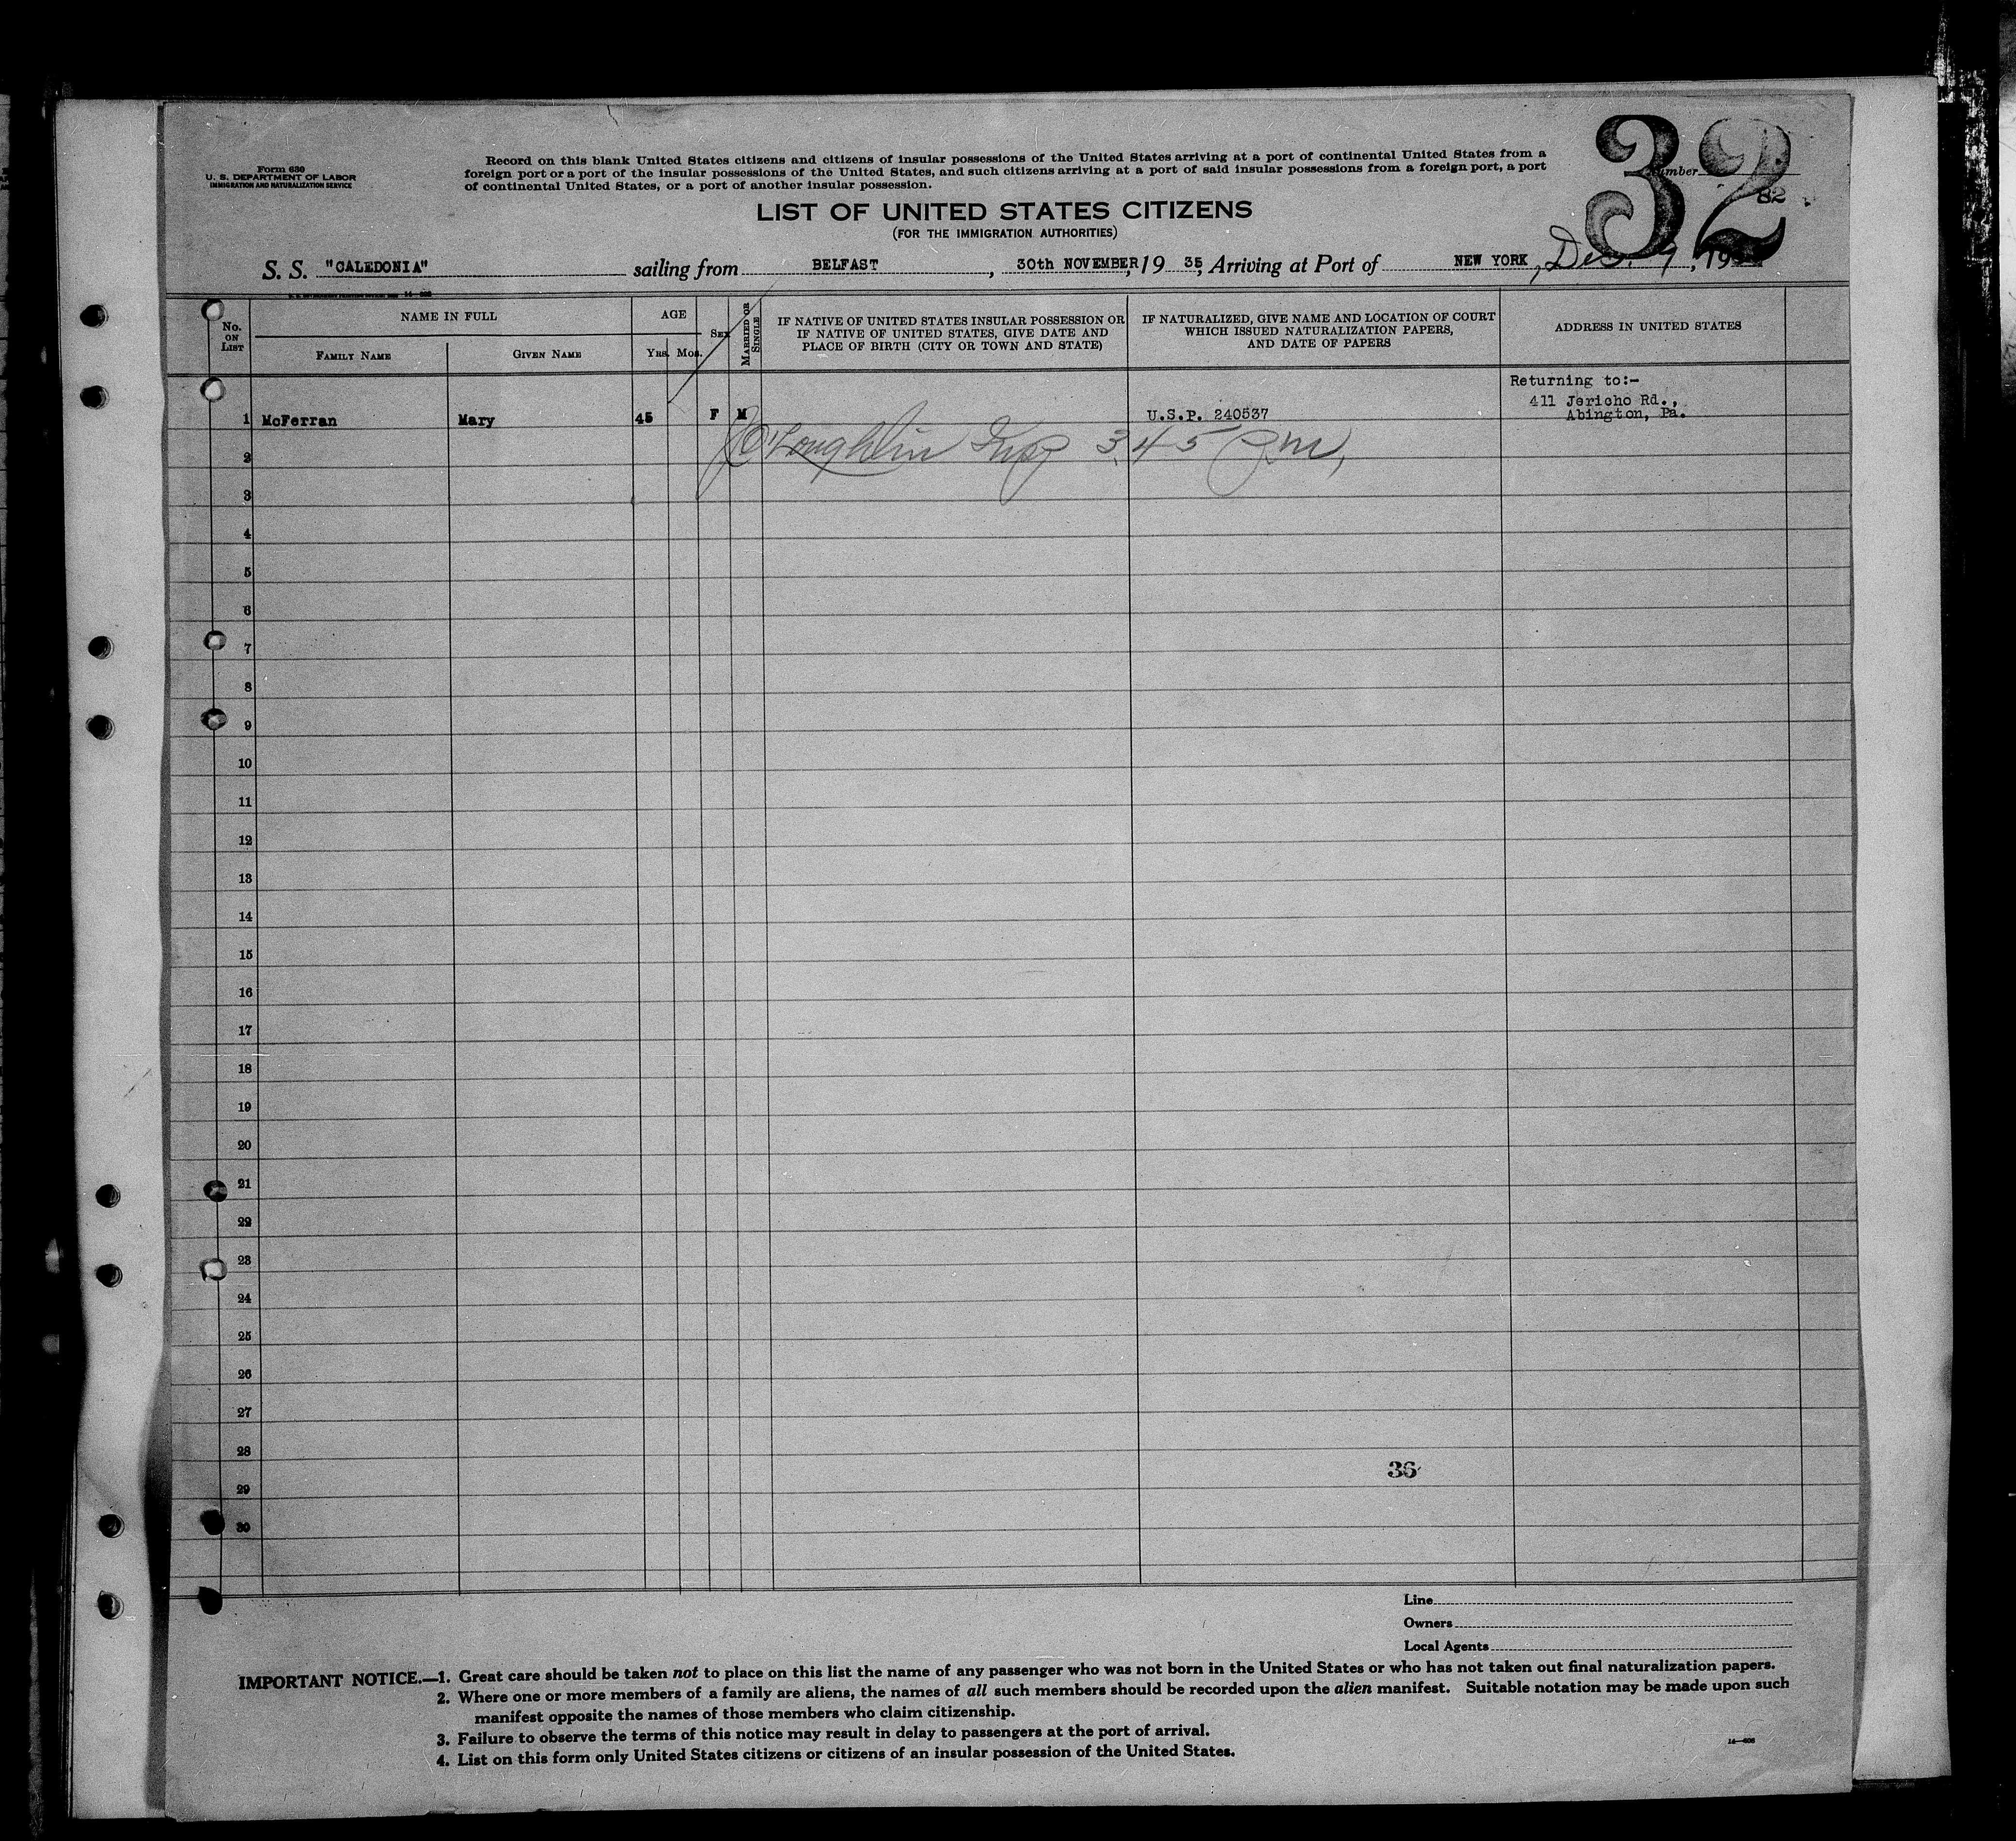 Form 630
U. S. DEPARTMENT OF LABOR
IMMIGRATION AND NATURALIZATION SERVICE
Record on this blank United States citizens and citizens of insular possessions of the United States arriving at a port of continental United States from a
foreign port or a port of the insular possessions of the United States, and such citizens arriving at a port of said insular possessions from a foreign port, a port
of continental United States, or a port of another insular possession.
32
Number
82
LIST OF UNITED STATES CITIZENS
(FOR THE IMMIGRATION AUTHORITIES)
S. S. "CALEDONIA" sailing from BELFAST, 30th NOVEMBER, 19 35, Arriving at Port of NEW YORK, Dec. 9, 19
No. ON LIST
NAME IN FULL
FAMILY NAME
GIVEN NAME
AGE
YRS. MOS.
SEX
MARRIED OR SINGLE
IF NATIVE OF UNITED STATES INSULAR POSSESSION OR
IF NATIVE OF UNITED STATES, GIVE DATE AND
PLACE OF BIRTH (CITY OR TOWN AND STATE)
IF NATURALIZED, GIVE NAME AND LOCATION OF COURT
WHICH ISSUED NATURALIZATION PAPERS,
AND DATE OF PAPERS
ADDRESS IN UNITED STATES
Returning to:-
411 Jericho Rd.,
Abington, Pa.
1 McFerran Mary 45 F M U.S.P. 240537
O'Loughlin Insp 3.45 Pm,
2
3
4
5
6
7
8
9
10
11
12
13
14
15
16
17
18
19
20
21
22
23
24
25
26
27
28
36
29
30
Line
Owners
Local Agents
IMPORTANT NOTICE.—1. Great care should be taken not to place on this list the name of any passenger who was not born in the United States or who has not taken out final naturalization papers.
2. Where one or more members of a family are aliens, the names of all such members should be recorded upon the alien manifest. Suitable notation may be made upon such
manifest opposite the names of those members who claim citizenship.
3. Failure to observe the terms of this notice may result in delay to passengers at the port of arrival.
4. List on this form only United States citizens or citizens of an insular possession of the United States.
14—608